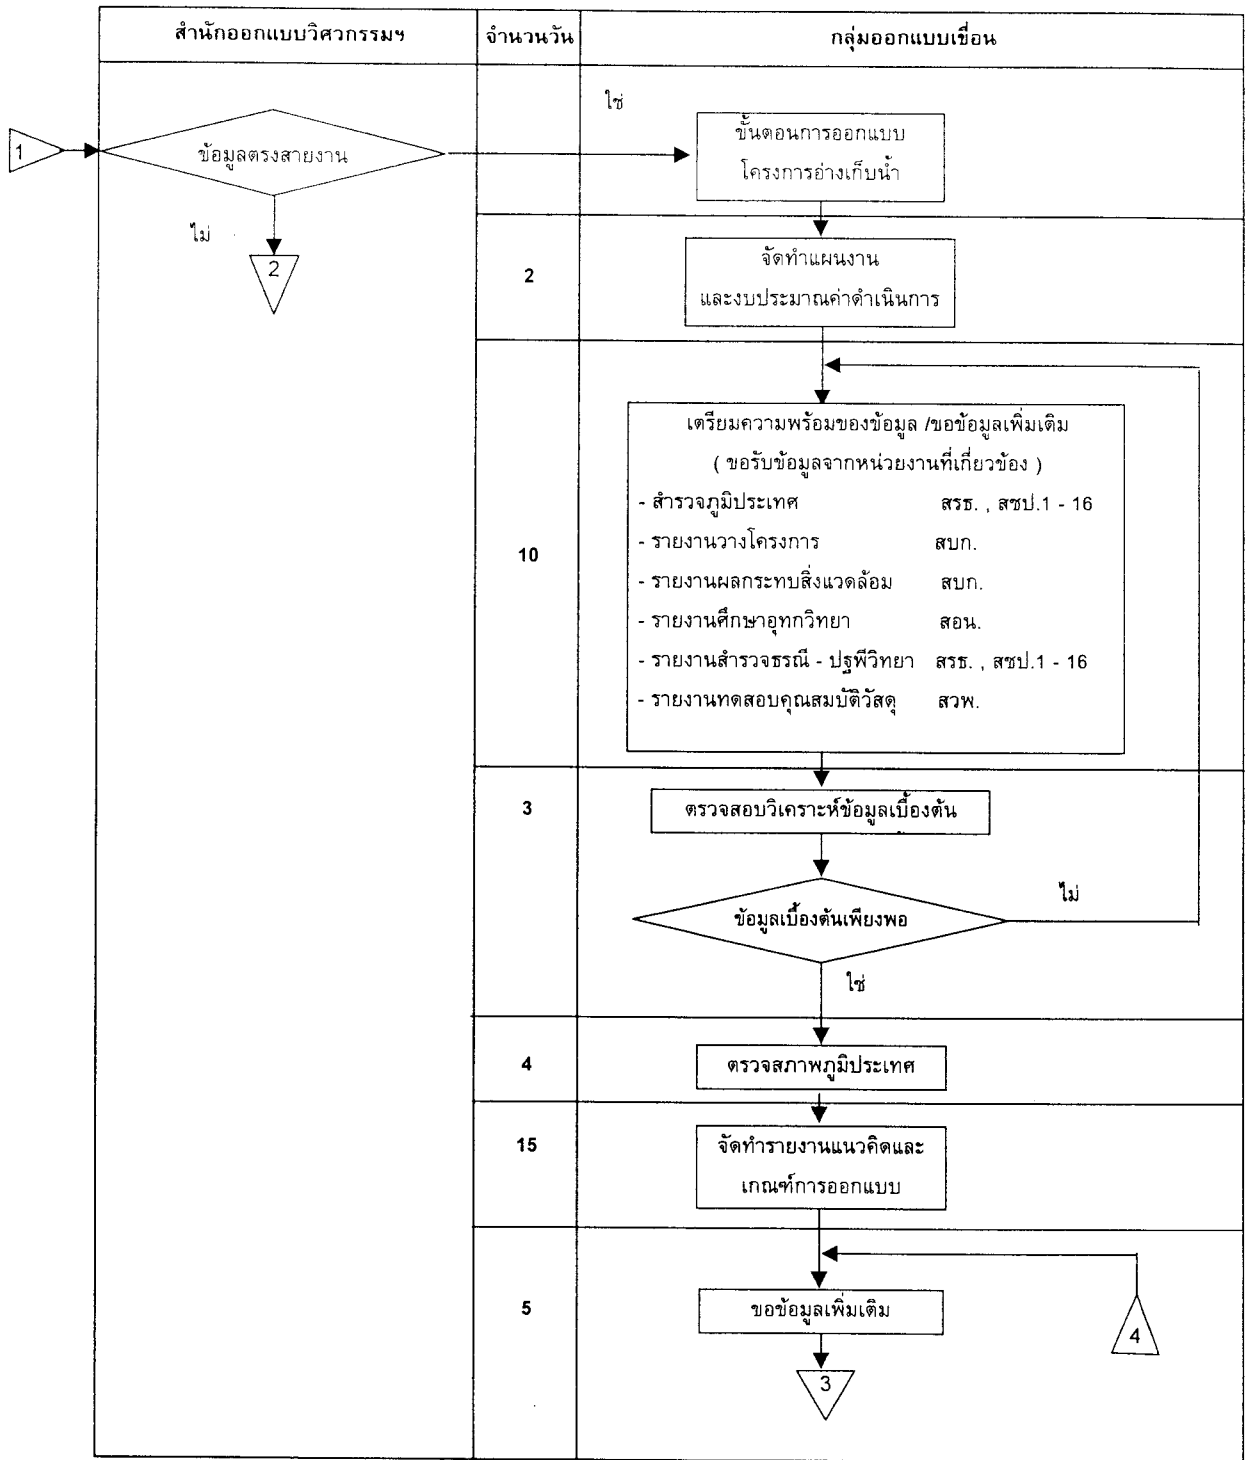 สำนักออกแบบวิศวกรรมฯ
จำนวนวัน
กลุ่มออกแบบเขื่อน
1
ข้อมูลตรงสายงาน
ใช่
ขั้นตอนการออกแบบ
โครงการอ่างเก็บน้ำ
ไม่
2
2
จัดทำแผนงาน
และงบประมาณค่าดำเนินการ
10
เตรียมความพร้อมของข้อมูล /ขอข้อมูลเพิ่มเติม
( ขอรับข้อมูลจากหน่วยงานที่เกี่ยวข้อง )
- สำรวจภูมิประเทศ สรธ. , สชป.1 - 16
- รายงานวางโครงการ สบก.
- รายงานผลกระทบสิ่งแวดล้อม สบก.
- รายงานศึกษาอุทกวิทยา สอน.
- รายงานสำรวจธรณี - ปฐพีวิทยา สรธ. , สชป.1 - 16
- รายงานทดสอบคุณสมบัติวัสดุ สวพ.
3
ตรวจสอบวิเคราะห์ข้อมูลเบื้องต้น
ข้อมูลเบื้องต้นเพียงพอ
ไม่
ใช่
4
ตรวจสภาพภูมิประเทศ
15
จัดทำรายงานแนวคิดและ
เกณฑ์การออกแบบ
5
ขอข้อมูลเพิ่มเติม
4
3